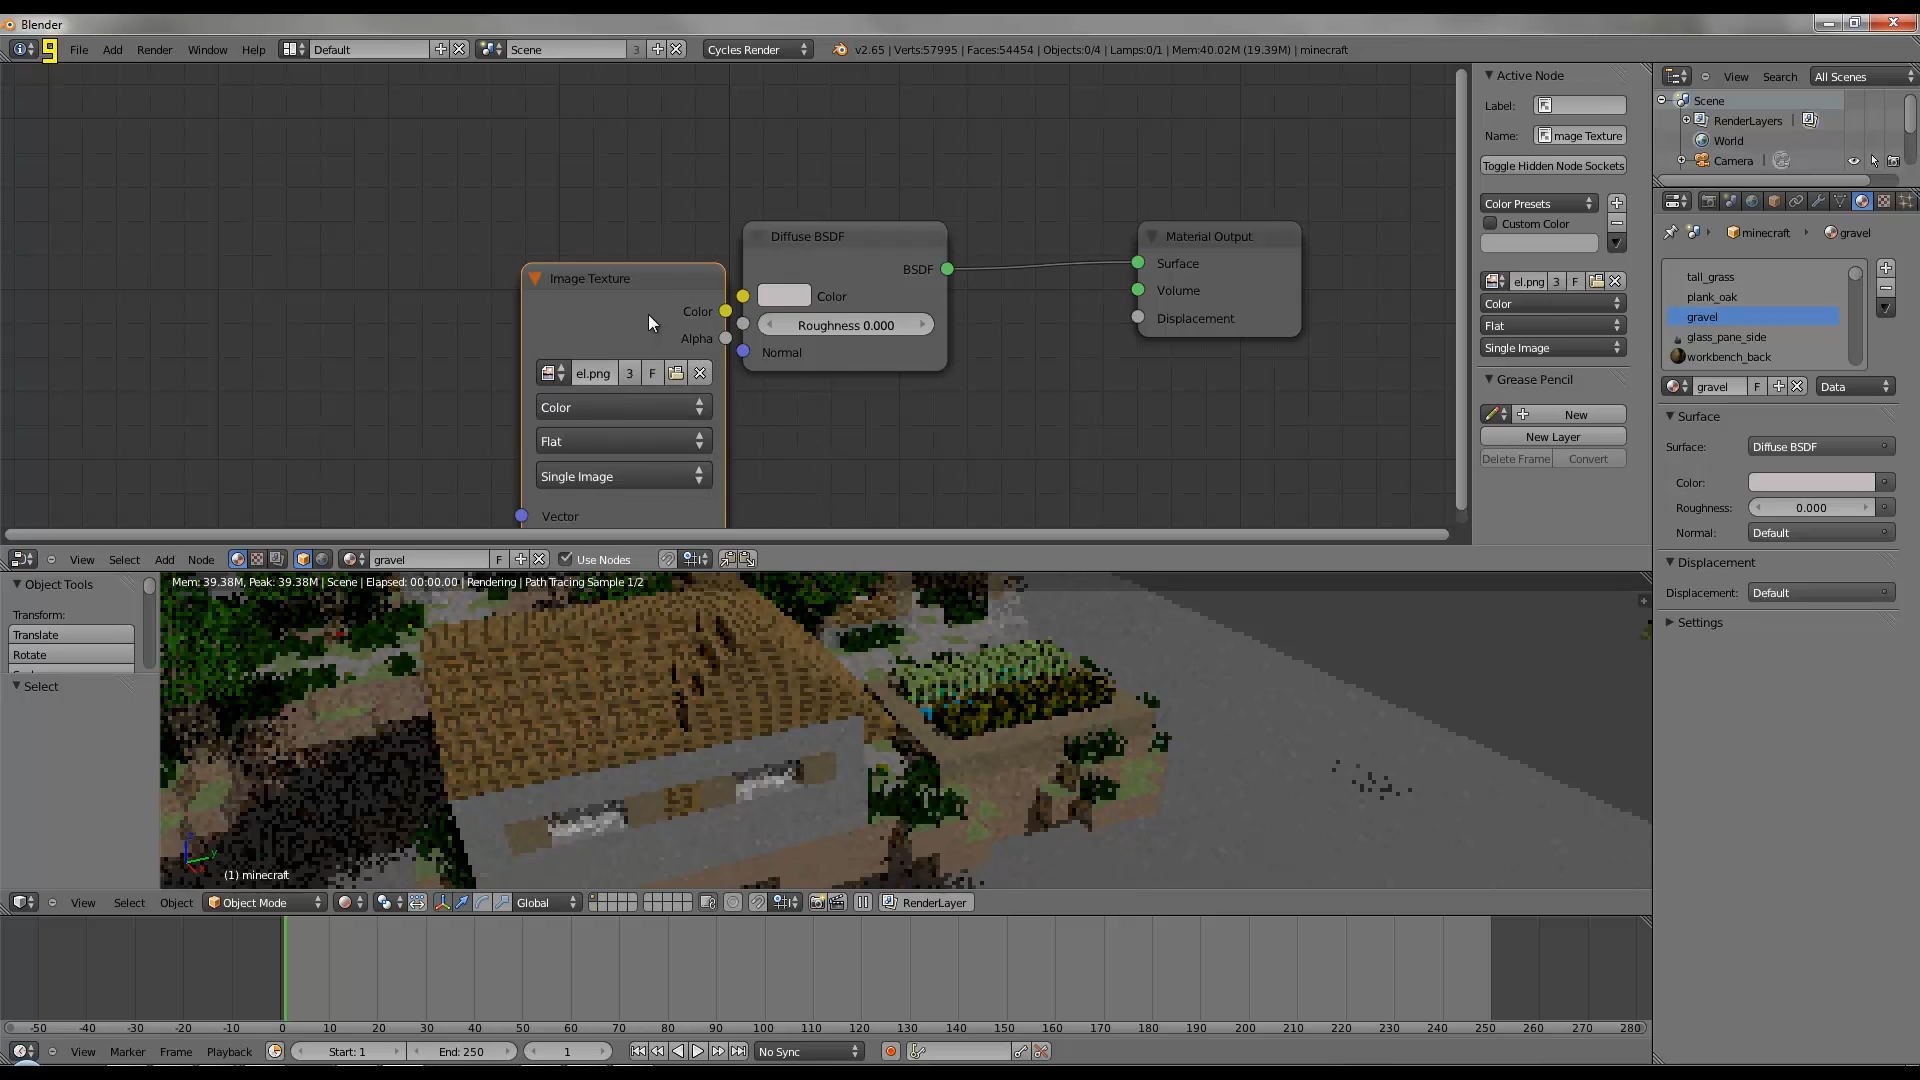 Blender
File Add Render Window Help Default Scene 3 Cycles Render v2.65 | Verts:57995 | Faces:54454 | Objects:0/4 | Lamps:0/1 | Mem:40.02M (19.39M) | minecraft
Active Node
Label:
Name: mage Texture
Toggle Hidden Node Sockets
Color Presets
Custom Color
el.png 3 F
Color
Flat
Single Image
Grease Pencil
New
New Layer
Delete Frame Convert
View Search All Scenes
Scene
RenderLayers |
World
Camera |
minecraft gravel
tall_grass
plank_oak
gravel
glass_pane_side
workbench_back
gravel F Data
Surface
Surface: Diffuse BSDF
Color:
Roughness: 0.000
Normal: Default
Displacement
Displacement: Default
Settings
Image Texture
Color
Alpha
el.png 3 F
Color
Flat
Single Image
Vector
Diffuse BSDF
BSDF
Color
Roughness 0.000
Normal
Material Output
Surface
Volume
Displacement
View Select Add Node gravel F Use Nodes
Object Tools
Transform:
Translate
Rotate
Select
Mem: 39.38M, Peak: 39.38M | Scene | Elapsed: 00:00.00 | Rendering | Path Tracing Sample 1/2
(1) minecraft
View Select Object Object Mode Global RenderLayer
-50 -40 -30 -20 -10 0 10 20 30 40 50 60 70 80 90 100 110 120 130 140 150 160 170 180 190 200 210 220 230 240 250 260 270 280
View Marker Frame Playback Start: 1 End: 250 1 No Sync